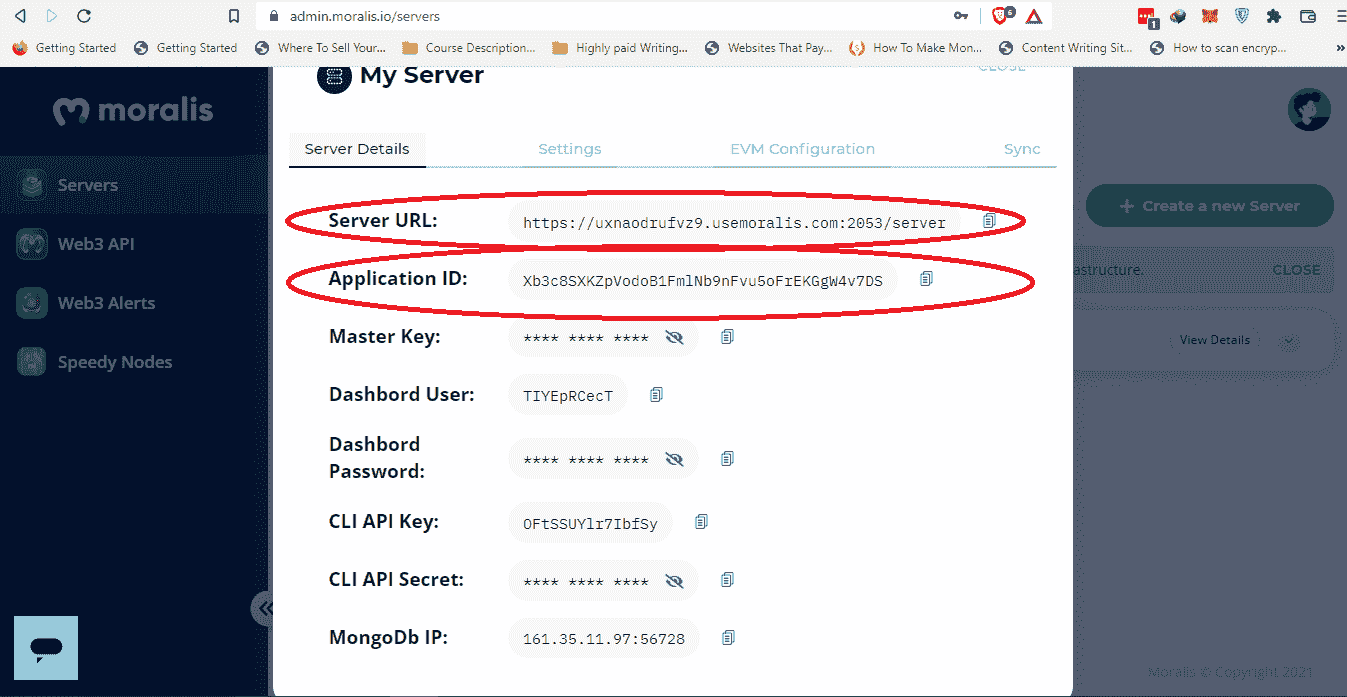 admin.moralis.io/servers
6
1
Getting Started
Getting Started
Where To Sell Your...
Course Description...
Highly paid Writing...
Websites That Pay...
How To Make Mon...
Content Writing Sit...
How to scan encryp...
»
My Server
CLOSE
moralis
Server Details
Settings
EVM Configuration
Sync
Servers
Web3 API
Web3 Alerts
Speedy Nodes
+ Create a new Server
astructure.
CLOSE
View Details
Server URL: https://uxnaodrufvz9.usemoralis.com:2053/server
Application ID: Xb3c8SXKZpVodoB1FmlNb9nFvu5oFrEKGgW4v7DS
Master Key: **** **** ****
Dashbord User: TIYEpRCecT
Dashbord
Password: **** **** ****
CLI API Key: OFtSSUYlr7IbfSy
CLI API Secret: **** **** ****
MongoDb IP: 161.35.11.97:56728
Moralis © Copyright 2021